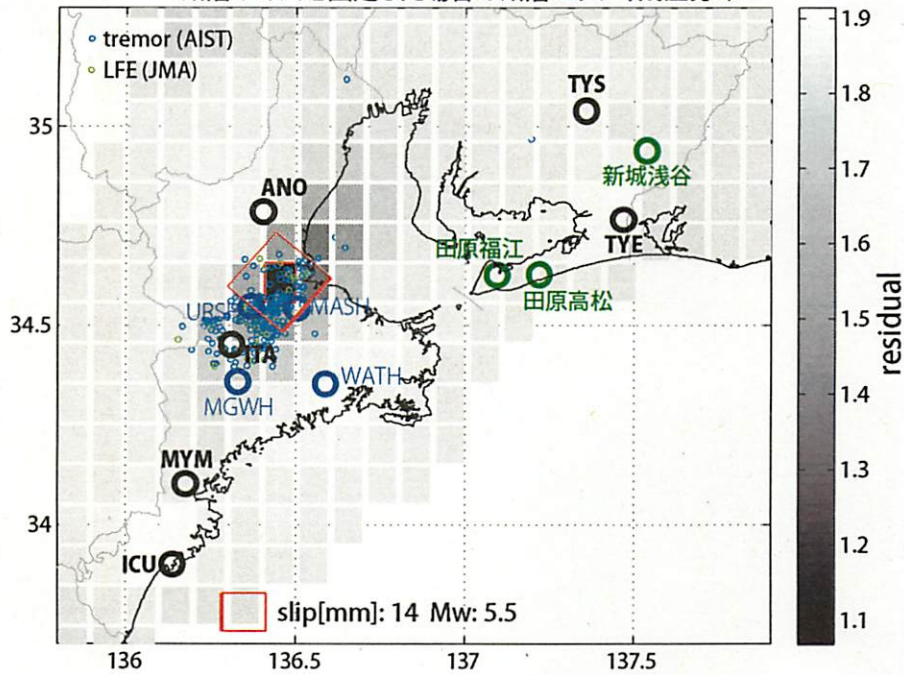 tremor (AIST)
LFE (JMA)
TYS
新城浅谷
ANO
TYE
田原福江
田原高松
MASH
ITA
WATH
MGWH
MYM
ICU
slip[mm]: 14 Mw: 5.5
35
34.5
34
136
136.5
137
137.5
1.9
1.8
1.7
1.6
1.5
1.4
1.3
1.2
1.1
residual